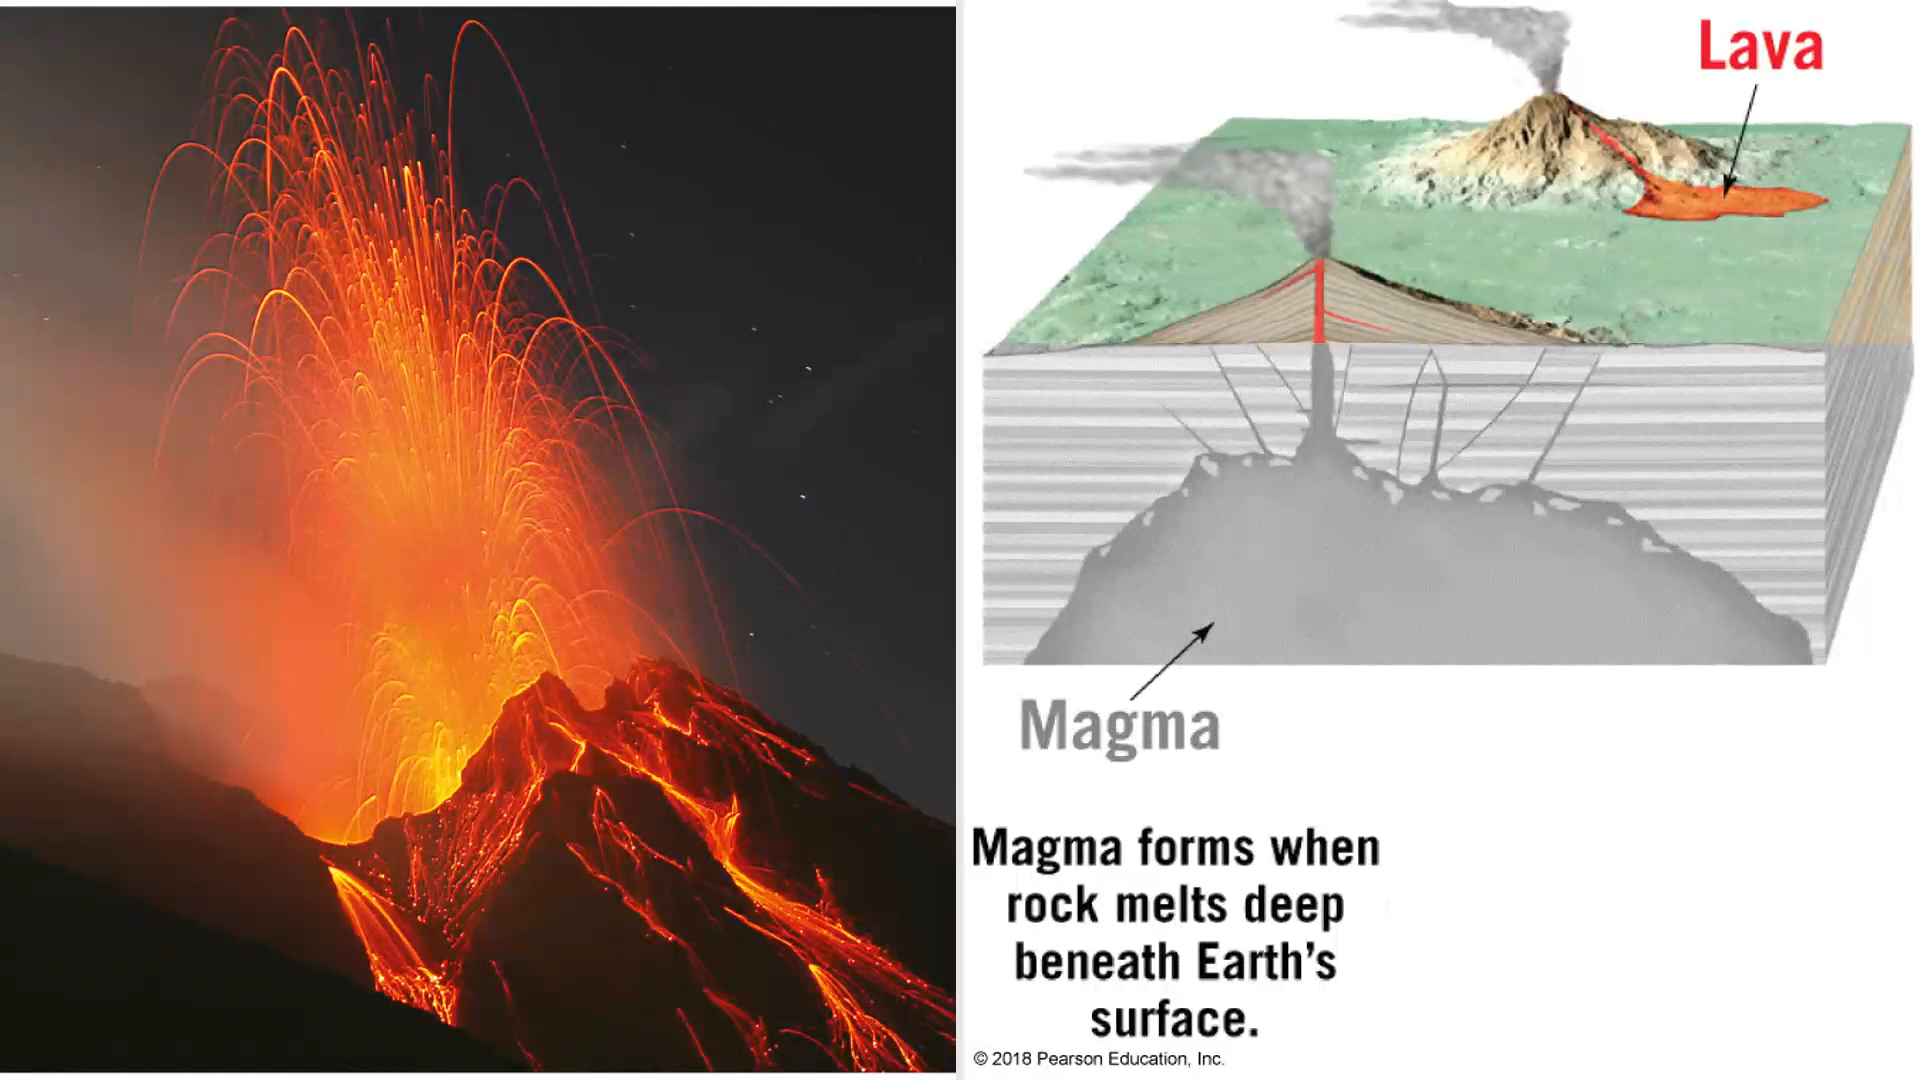 Lava
Magma
Magma forms when
rock melts deep
beneath Earth's
surface.
© 2018 Pearson Education, Inc.